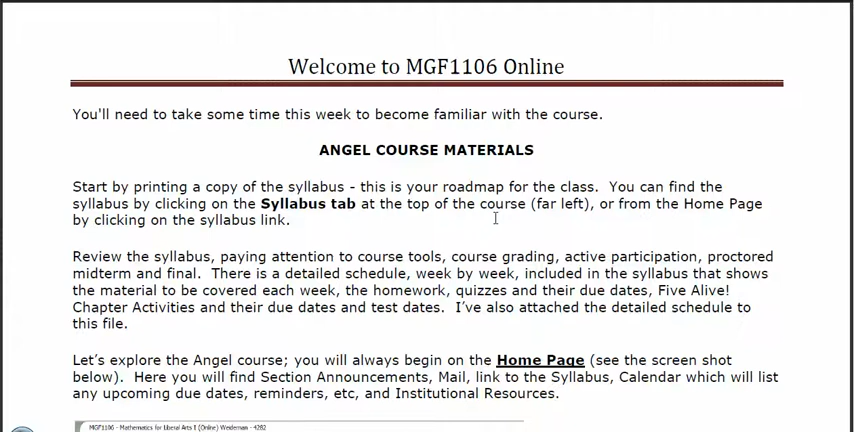 Welcome to MGF1106 Online
You'll need to take some time this week to become familiar with the course.
ANGEL COURSE MATERIALS
Start by printing a copy of the syllabus - this is your roadmap for the class.  You can find the
syllabus by clicking on the Syllabus tab at the top of the course (far left), or from the Home Page
by clicking on the syllabus link.
Review the syllabus, paying attention to course tools, course grading, active participation, proctored
midterm and final.  There is a detailed schedule, week by week, included in the syllabus that shows
the material to be covered each week, the homework, quizzes and their due dates, Five Alive!
Chapter Activities and their due dates and test dates.  I've also attached the detailed schedule to
this file.
Let's explore the Angel course; you will always begin on the Home Page (see the screen shot
below).  Here you will find Section Announcements, Mail, link to the Syllabus, Calendar which will list
any upcoming due dates, reminders, etc, and Institutional Resources.
MGF1106 - Mathematics for Liberal Arts I (Online) Weideman - 4282